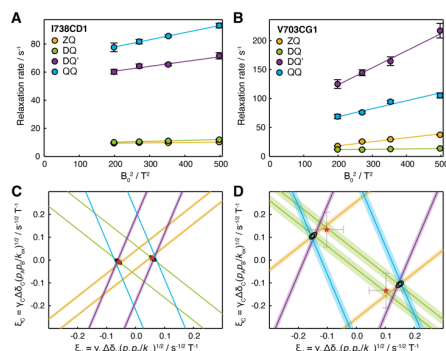 A
I738CD1
ZQ
DQ
DQ'
QQ
Relaxation rate / s⁻¹
100
80
60
40
20
0
0 100 200 300 400 500
B₀² / T²
B
V703CG1
ZQ
DQ
DQ'
QQ
Relaxation rate / s⁻¹
200
150
100
50
0
0 100 200 300 400 500
B₀² / T²
C
0.2
0.1
0.0
-0.1
-0.2
-0.2 -0.1 0.0 0.1 0.2
D
0.2
0.1
0.0
-0.1
-0.2
-0.2 -0.1 0.0 0.1 0.2